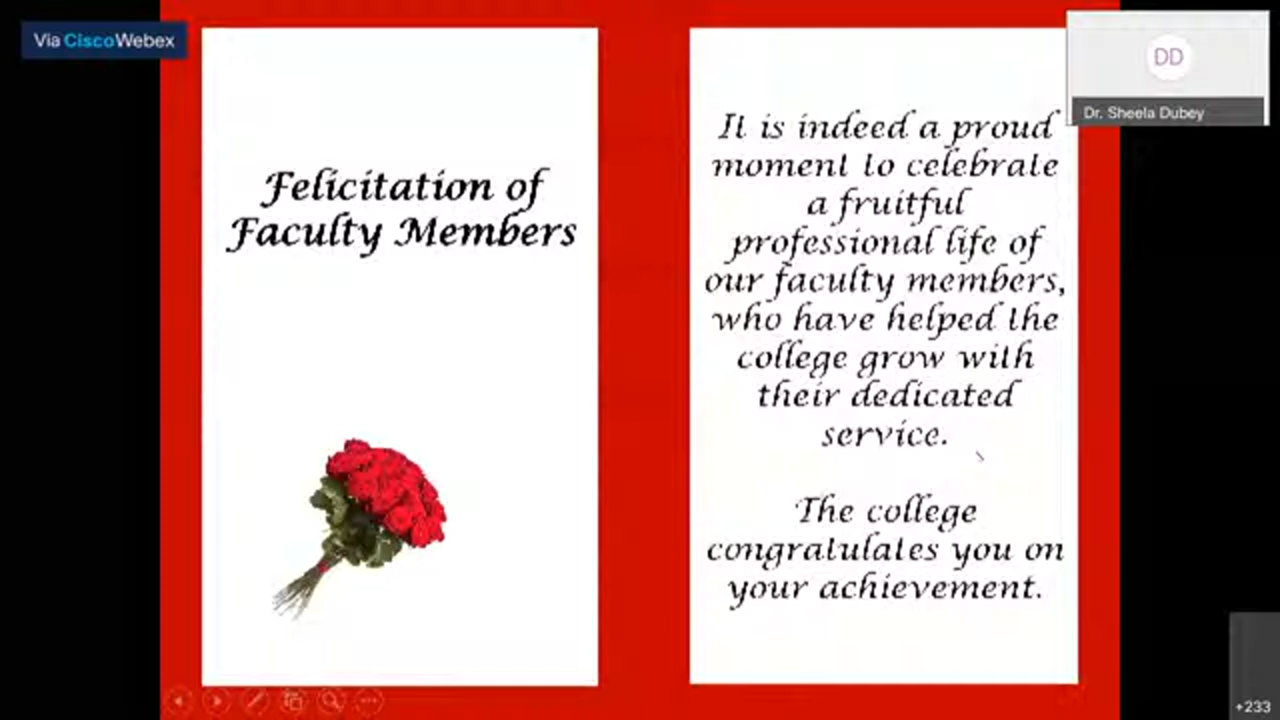 Via CiscoWebex
Felicitation of
Faculty Members
It is indeed a proud
moment to celebrate
a fruitful
professional life of
our faculty members,
who have helped the
college grow with
their dedicated
service.
The college
congratulates you on
your achievement.
DD
Dr. Sheela Dubey
+233